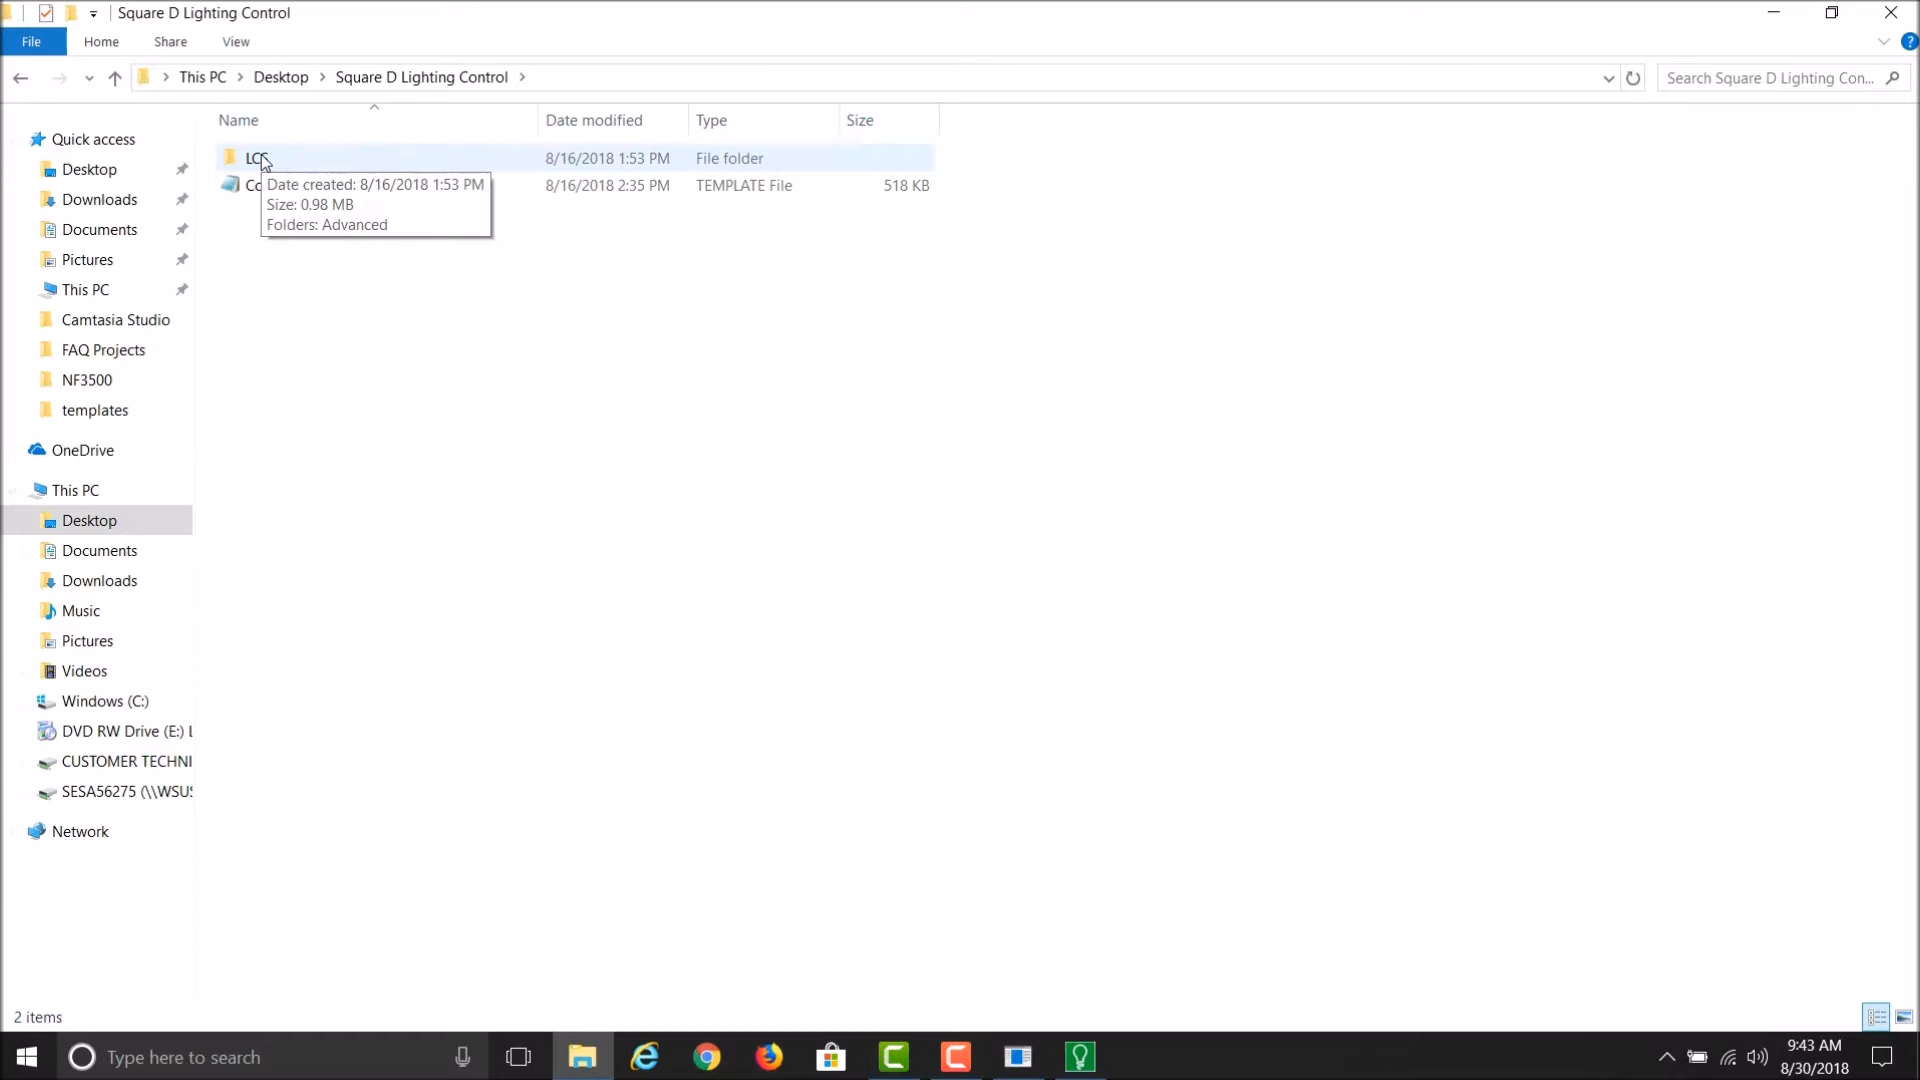 Square D Lighting Control
File Home Share View
This PC Desktop Square D Lighting Control
Search Square D Lighting Con...
Name Date modified Type Size
8/16/2018 1:53 PM File folder
8/16/2018 2:35 PM TEMPLATE File 518 KB
Date created: 8/16/2018 1:53 PM
Size: 0.98 MB
Folders: Advanced
Quick access
Desktop
Downloads
Documents
Pictures
This PC
Camtasia Studio
FAQ Projects
NF3500
templates
OneDrive
This PC
Desktop
Documents
Downloads
Music
Pictures
Videos
Windows (C:)
DVD RW Drive (E:) L
CUSTOMER TECHNI
SESA56275 (\\WSUS
Network
2 items
Type here to search
9:43 AM
8/30/2018